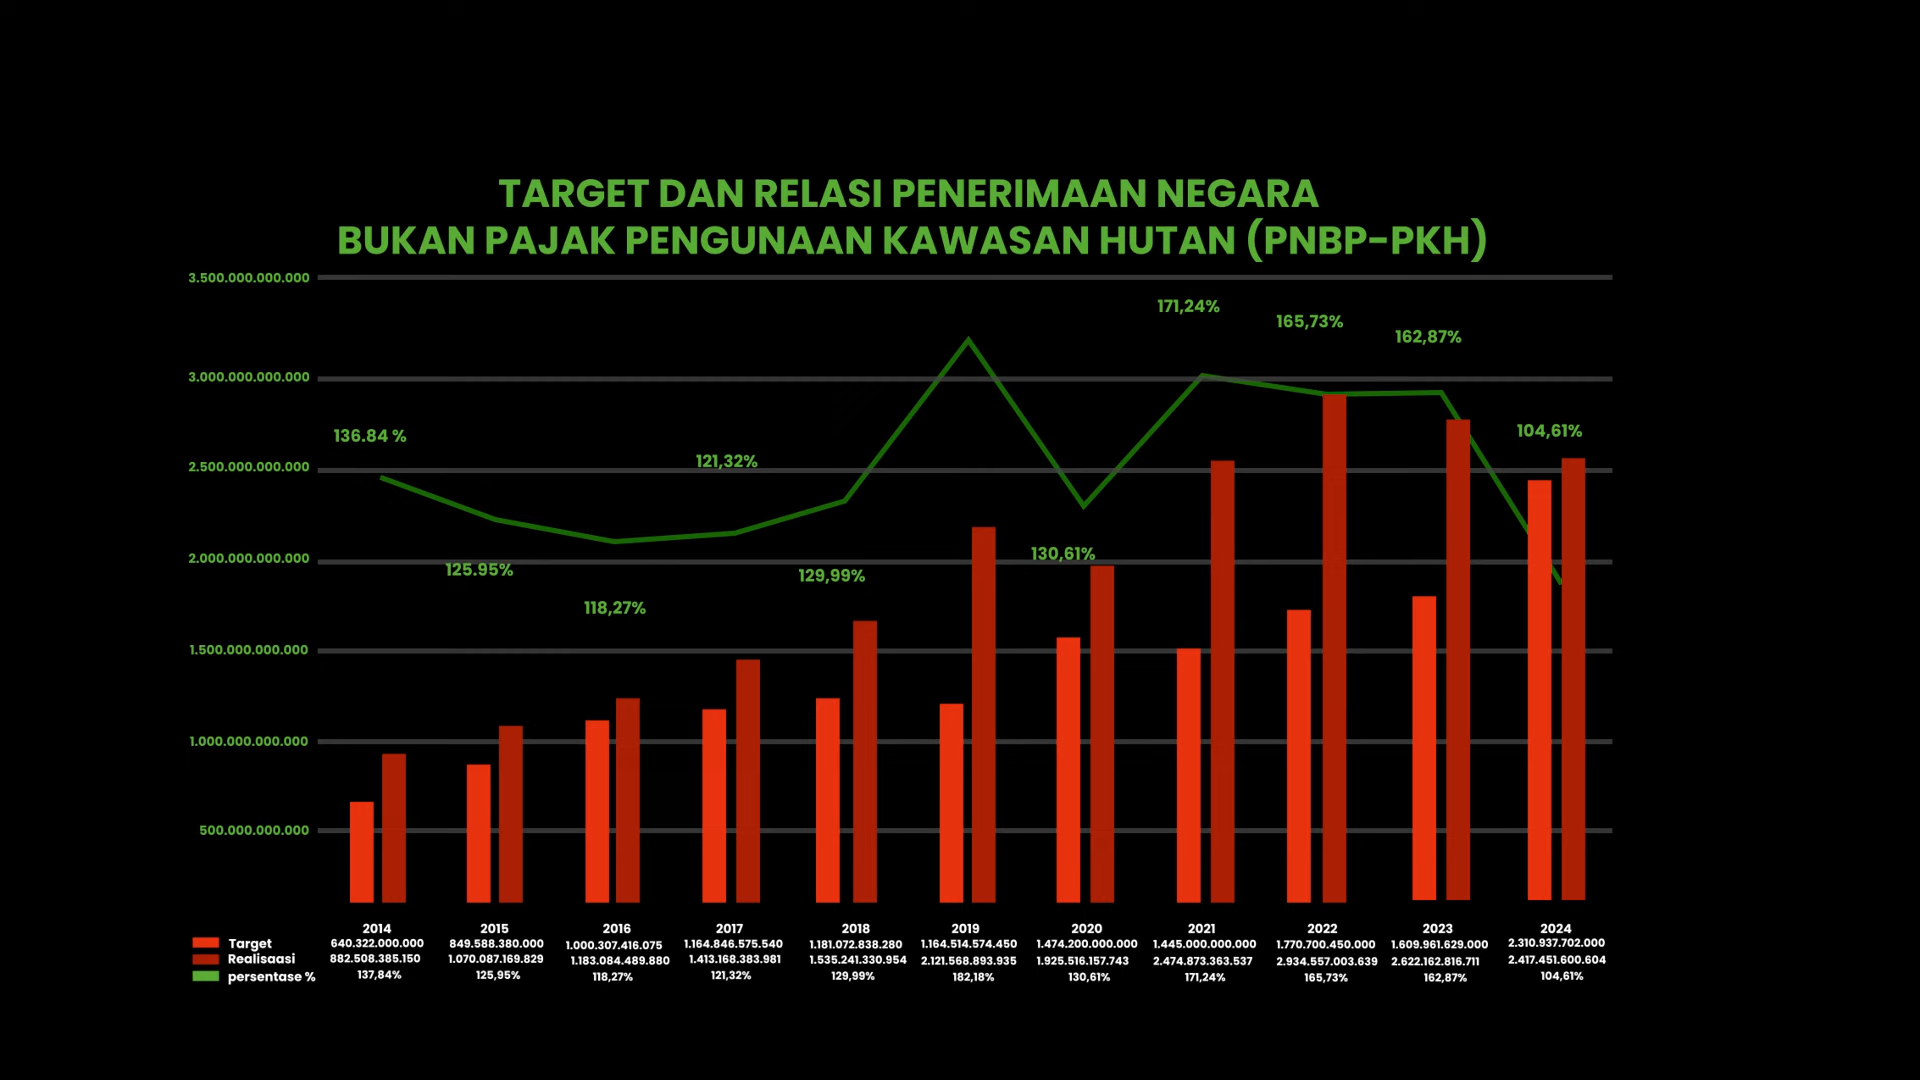 TARGET DAN RELASI PENERIMAAN NEGARA
BUKAN PAJAK PENGUNAAN KAWASAN HUTAN (PNBP-PKH)
3.500.000.000.000
171,24%
165,73%
162,87%
3.000.000.000.000
136.84 %
104,61%
121,32%
2.500.000.000.000
130,61%
2.000.000.000.000
125.95%
129,99%
118,27%
1.500.000.000.000
1.000.000.000.000
500.000.000.000
2014 2015 2016 2017 2018 2019 2020 2021 2022 2023 2024
Target 640.322.000.000 849.588.380.000 1.000.307.416.075 1.164.846.575.540 1.181.072.838.280 1.164.514.574.450 1.474.200.000.000 1.445.000.000.000 1.770.700.450.000 1.609.961.629.000 2.310.937.702.000
Realisaasi 882.508.385.150 1.070.087.169.829 1.183.084.489.880 1.413.168.383.981 1.535.241.330.954 2.121.568.893.935 1.925.516.157.743 2.474.873.363.537 2.934.557.003.639 2.622.162.816.711 2.417.451.600.604
persentase % 137,84% 125,95% 118,27% 121,32% 129,99% 182,18% 130,61% 171,24% 165,73% 162,87% 104,61%